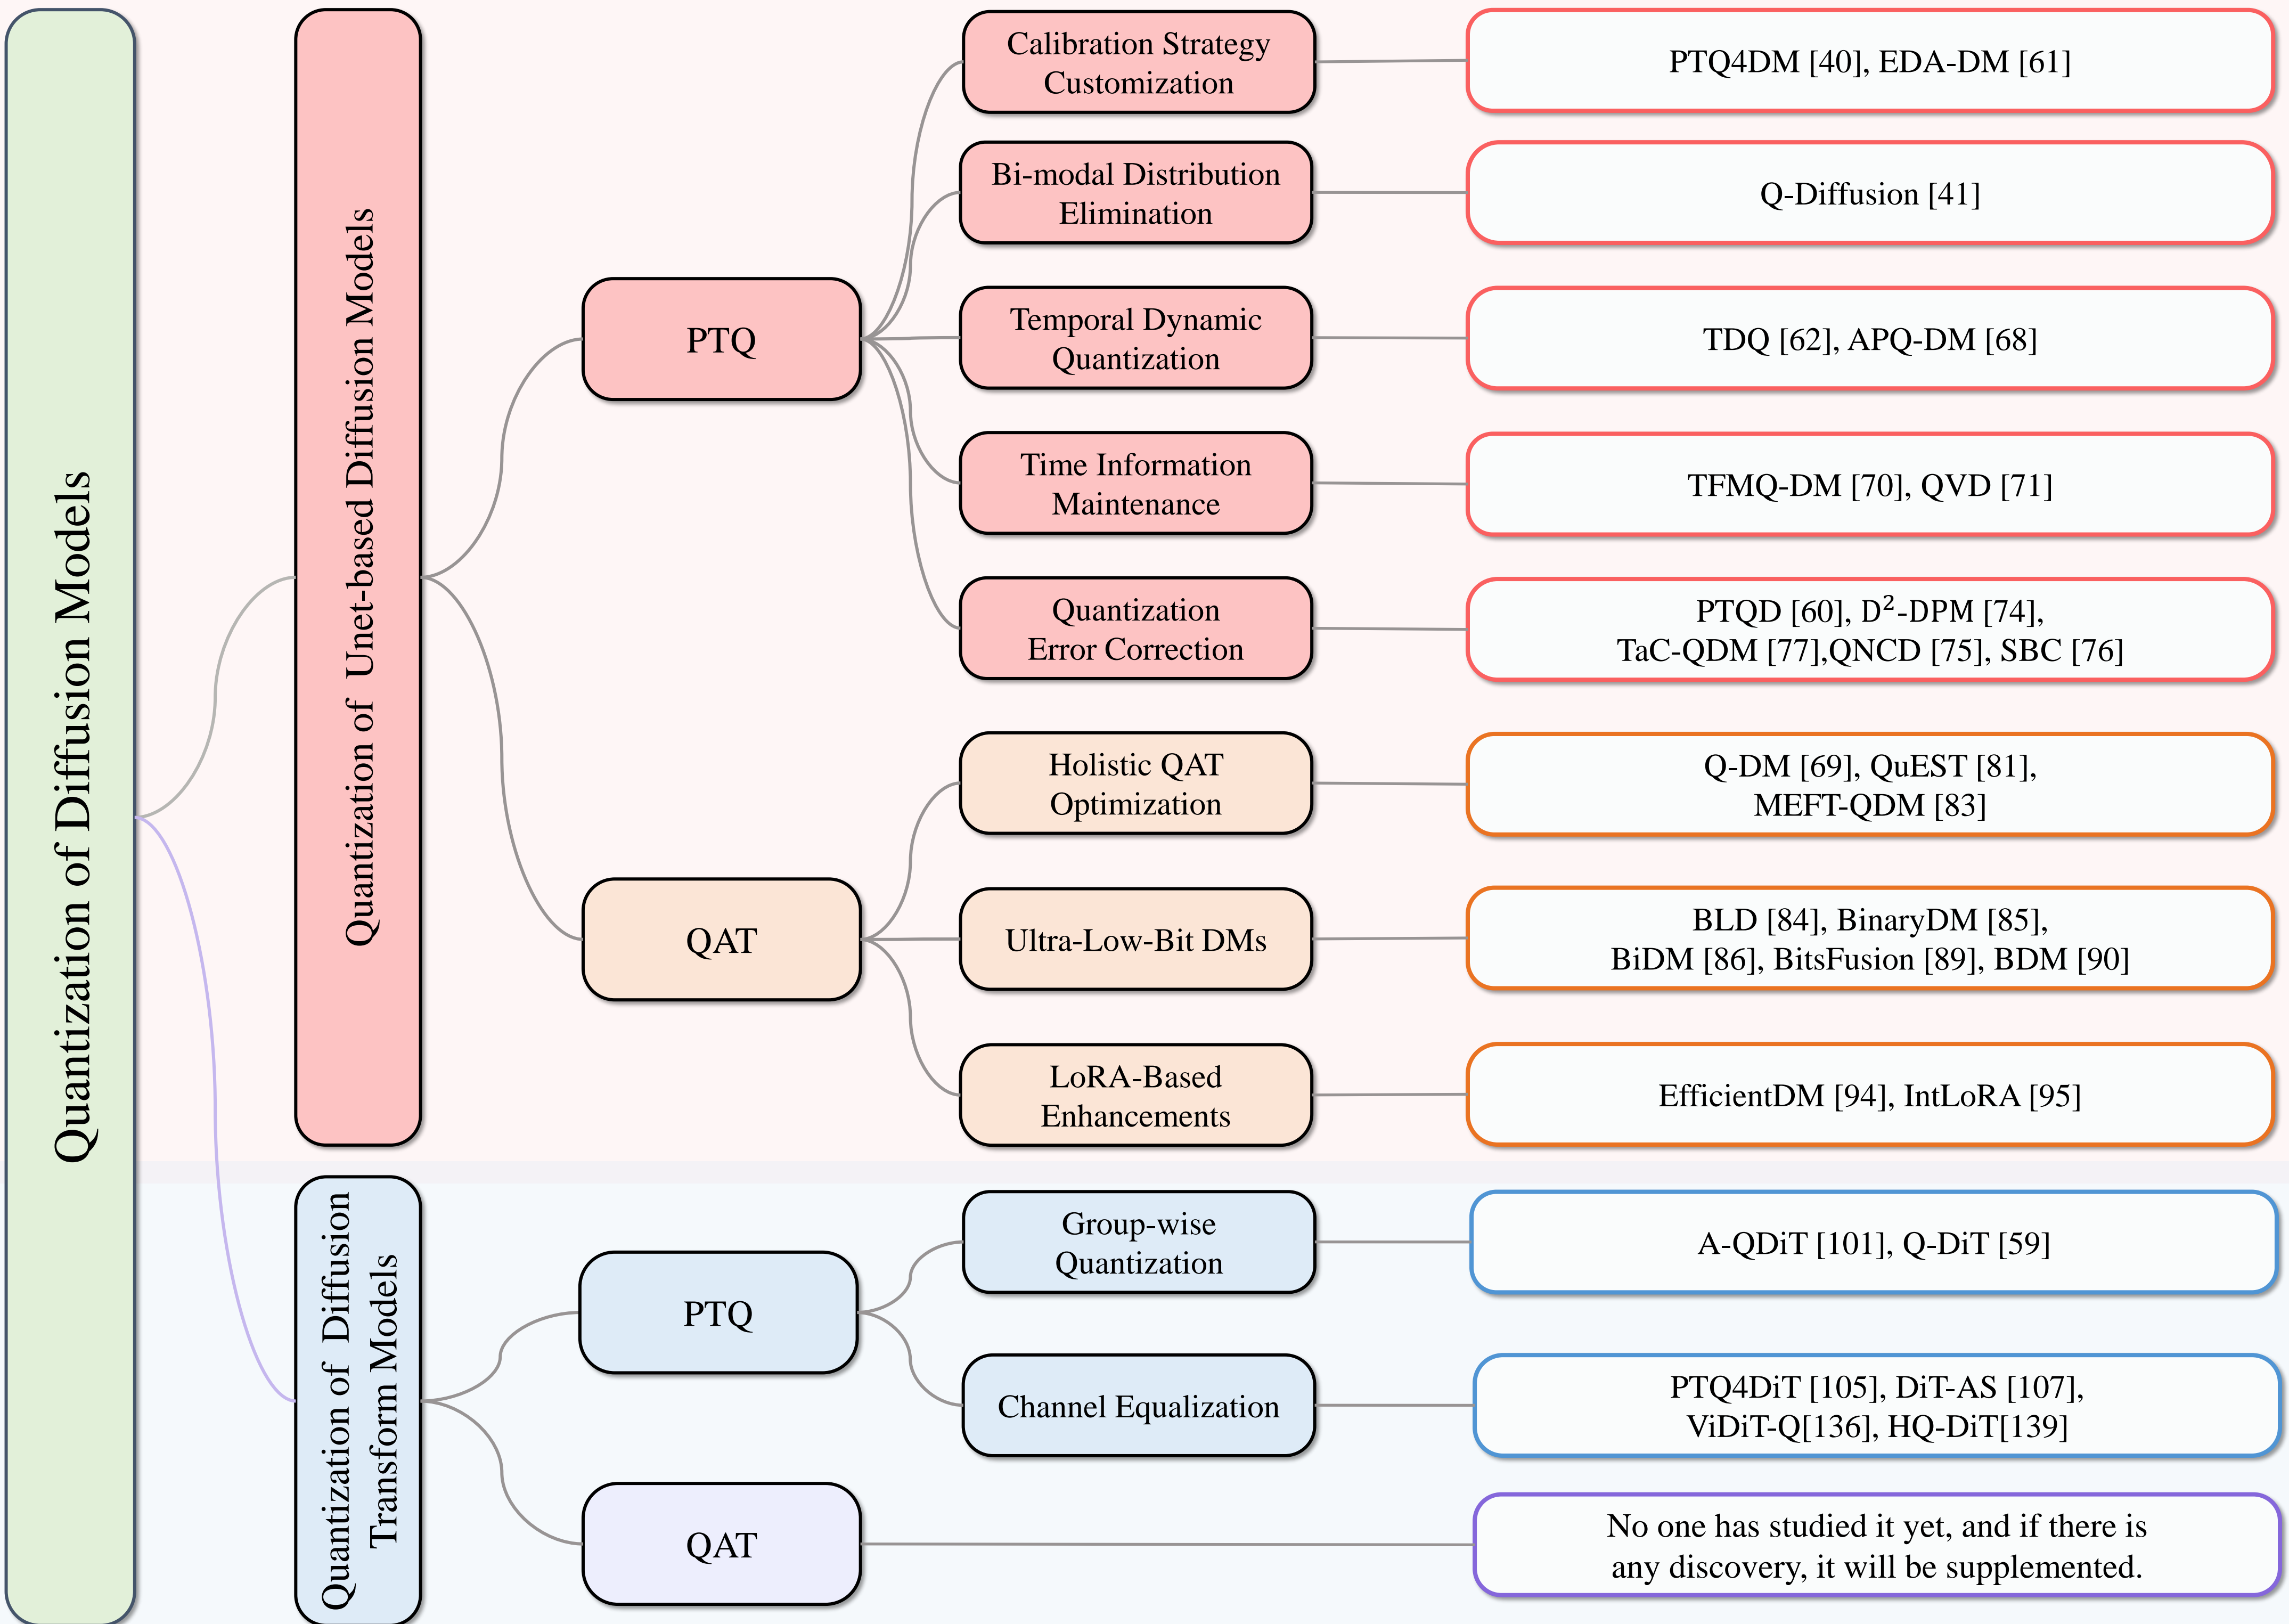 Quantization of Diffusion Models
Quantization of Unet-based Diffusion Models
PTQ
Calibration Strategy
Customization
PTQ4DM [40], EDA-DM [61]
Bi-modal Distribution
Elimination
Q-Diffusion [41]
Temporal Dynamic
Quantization
TDQ [62], APQ-DM [68]
Time Information
Maintenance
TFMQ-DM [70], QVD [71]
Quantization
Error Correction
PTQD [60], D²-DPM [74],
TaC-QDM [77],QNCD [75], SBC [76]
QAT
Holistic QAT
Optimization
Q-DM [69], QuEST [81],
MEFT-QDM [83]
Ultra-Low-Bit DMs
BLD [84], BinaryDM [85],
BiDM [86], BitsFusion [89], BDM [90]
LoRA-Based
Enhancements
EfficientDM [94], IntLoRA [95]
Quantization of Diffusion
Transform Models
PTQ
Group-wise
Quantization
A-QDiT [101], Q-DiT [59]
Channel Equalization
PTQ4DiT [105], DiT-AS [107],
ViDiT-Q[136], HQ-DiT[139]
QAT
No one has studied it yet, and if there is
any discovery, it will be supplemented.